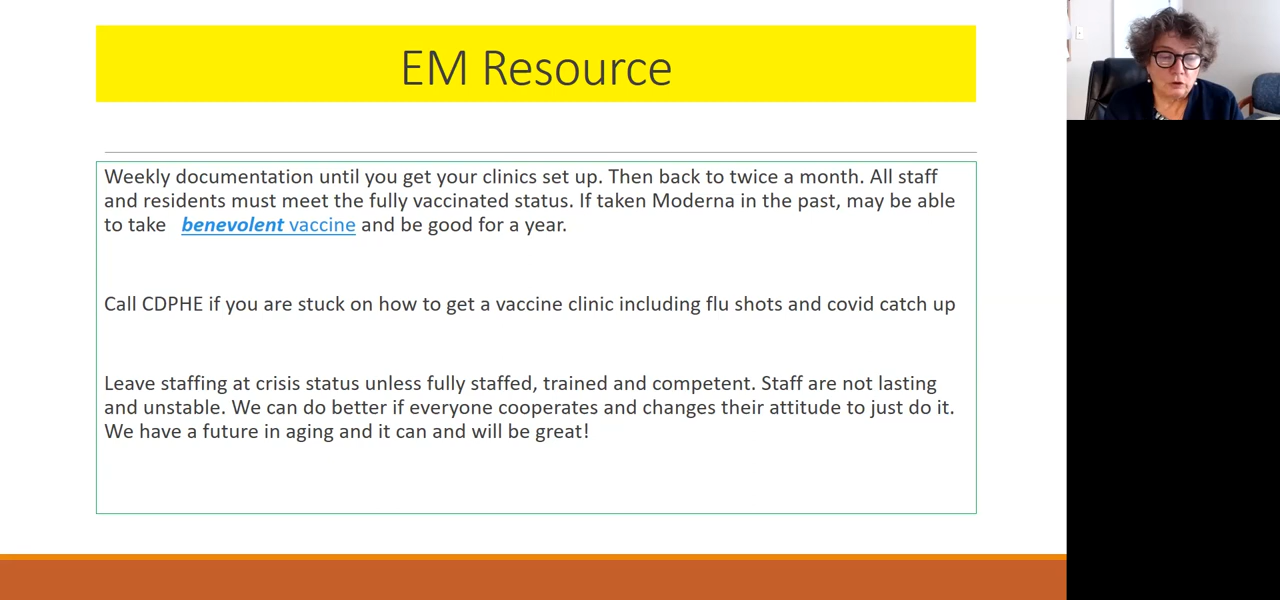 EM Resource
Weekly documentation until you get your clinics set up. Then back to twice a month. All staff
and residents must meet the fully vaccinated status. If taken Moderna in the past, may be able
to take benevolent vaccine and be good for a year.
Call CDPHE if you are stuck on how to get a vaccine clinic including flu shots and covid catch up
Leave staffing at crisis status unless fully staffed, trained and competent. Staff are not lasting
and unstable. We can do better if everyone cooperates and changes their attitude to just do it.
We have a future in aging and it can and will be great!